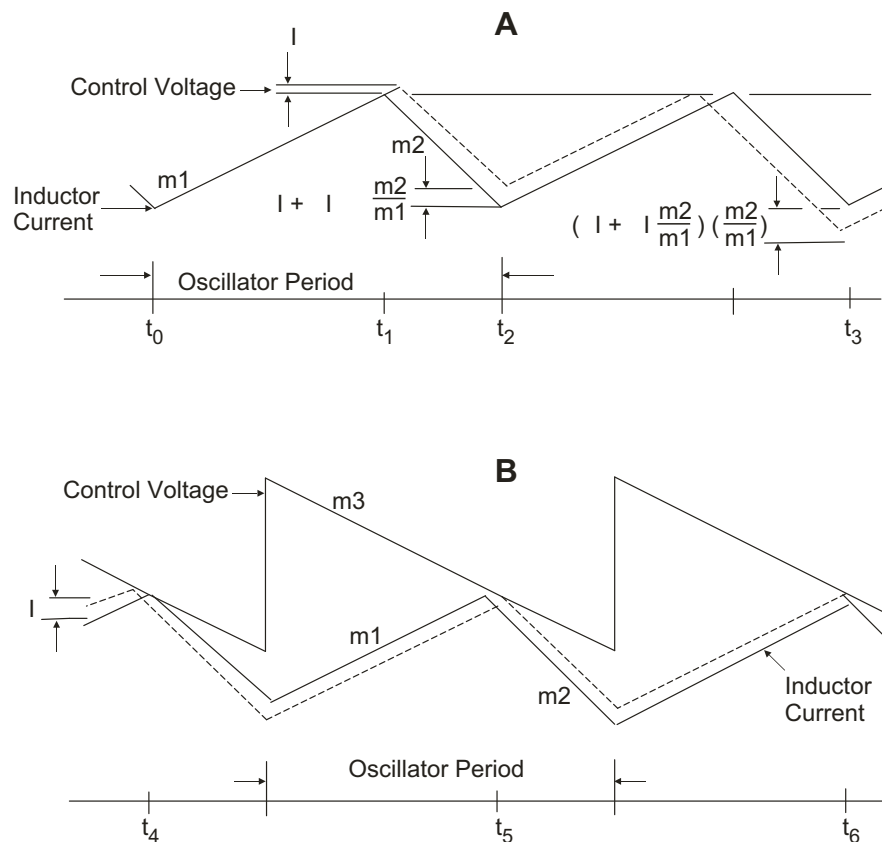 A
I
Control Voltage
m1
m2
Inductor
Current
I + I m2/m1
( I + I m2/m1 ) ( m2/m1 )
Oscillator Period
t0 t1 t2 t3
B
Control Voltage
m3
I
m1
m2
Inductor
Current
Oscillator Period
t4 t5 t6